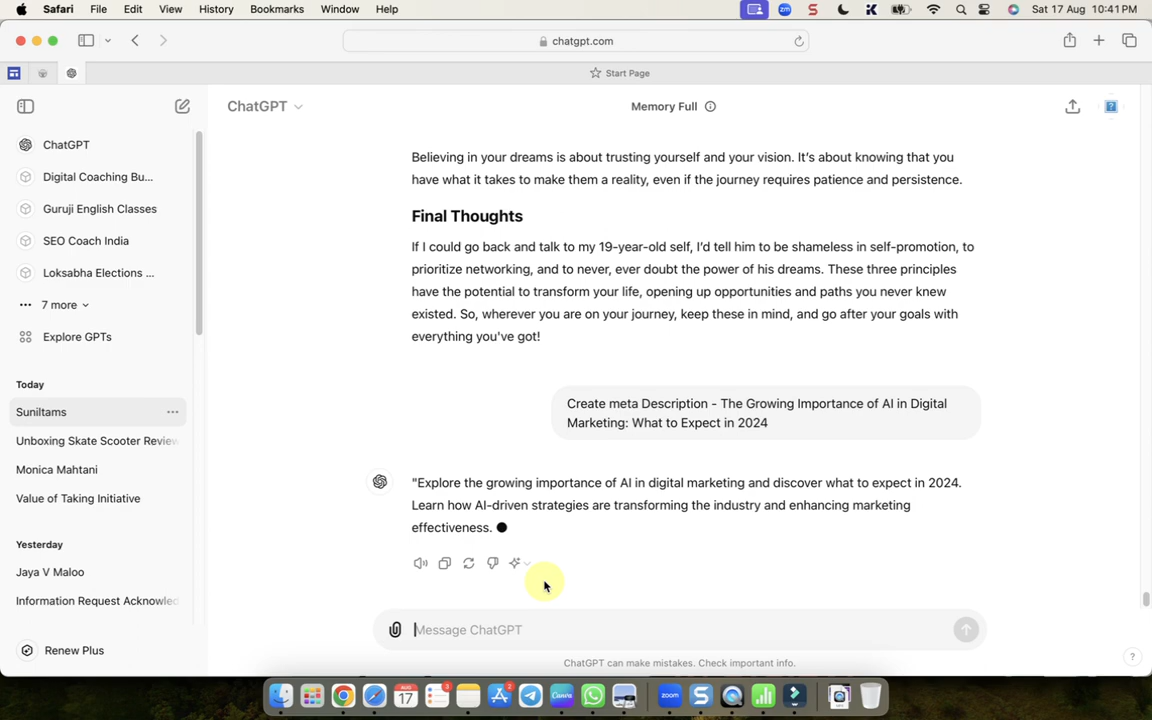 Safari File Edit View History Bookmarks Window Help Sat 17 Aug 10:41 PM
chatgpt.com
Start Page
ChatGPT
Memory Full
ChatGPT
Digital Coaching Bu...
Guruji English Classes
SEO Coach India
Loksabha Elections ...
7 more
Explore GPTs
Today
Suniltams
Unboxing Skate Scooter Review
Monica Mahtani
Value of Taking Initiative
Yesterday
Jaya V Maloo
Information Request Acknowled
Renew Plus
Believing in your dreams is about trusting yourself and your vision. It's about knowing that you
have what it takes to make them a reality, even if the journey requires patience and persistence.
Final Thoughts
If I could go back and talk to my 19-year-old self, I'd tell him to be shameless in self-promotion, to
prioritize networking, and to never, ever doubt the power of his dreams. These three principles
have the potential to transform your life, opening up opportunities and paths you never knew
existed. So, wherever you are on your journey, keep these in mind, and go after your goals with
everything you've got!
Create meta Description - The Growing Importance of AI in Digital
Marketing: What to Expect in 2024
"Explore the growing importance of AI in digital marketing and discover what to expect in 2024.
Learn how AI-driven strategies are transforming the industry and enhancing marketing
effectiveness.
Message ChatGPT
ChatGPT can make mistakes. Check important info.
?
AUG
17
zoom
Canva